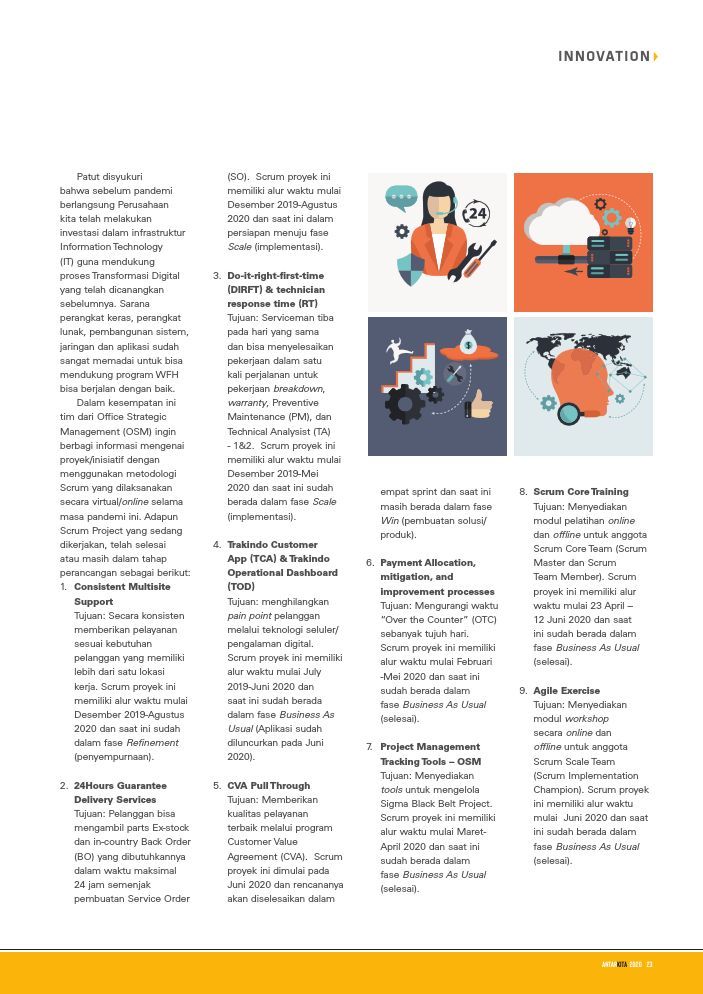 INNOVATION
Patut disyukuri
bahwa sebelum pandemi
berlangsung Perusahaan
kita telah melakukan
investasi dalam infrastruktur
Information Technology
(IT) guna mendukung
proses Transformasi Digital
yang telah dicanangkan
sebelumnya. Sarana
perangkat keras, perangkat
lunak, pembangunan sistem,
jaringan dan aplikasi sudah
sangat memadai untuk bisa
mendukung program WFH
bisa berjalan dengan baik.
Dalam kesempatan ini
tim dari Office Strategic
Management (OSM) ingin
berbagi informasi mengenai
proyek/inisiatif dengan
menggunakan metodologi
Scrum yang dilaksanakan
secara virtual/online selama
masa pandemi ini. Adapun
Scrum Project yang sedang
dikerjakan, telah selesai
atau masih dalam tahap
perancangan sebagai berikut:
1. Consistent Multisite
Support
Tujuan: Secara konsisten
memberikan pelayanan
sesuai kebutuhan
pelanggan yang memiliki
lebih dari satu lokasi
kerja. Scrum proyek ini
memiliki alur waktu mulai
Desember 2019-Agustus
2020 dan saat ini sudah
dalam fase Refinement
(penyempurnaan).
2. 24Hours Guarantee
Delivery Services
Tujuan: Pelanggan bisa
mengambil parts Ex-stock
dan in-country Back Order
(BO) yang dibutuhkannya
dalam waktu maksimal
24 jam semenjak
pembuatan Service Order
(SO). Scrum proyek ini
memiliki alur waktu mulai
Desember 2019-Agustus
2020 dan saat ini dalam
persiapan menuju fase
Scale (implementasi).
3. Do-it-right-first-time
(DIRFT) & technician
response time (RT)
Tujuan: Serviceman tiba
pada hari yang sama
dan bisa menyelesaikan
pekerjaan dalam satu
kali perjalanan untuk
pekerjaan breakdown,
warranty, Preventive
Maintenance (PM), dan
Technical Analysist (TA)
- 1&2. Scrum proyek ini
memiliki alur waktu mulai
Desember 2019-Mei
2020 dan saat ini sudah
berada dalam fase Scale
(implementasi).
4. Trakindo Customer
App (TCA) & Trakindo
Operational Dashboard
(TOD)
Tujuan: menghilangkan
pain point pelanggan
melalui teknologi seluler/
pengalaman digital.
Scrum proyek ini memiliki
alur waktu mulai July
2019-Juni 2020 dan
saat ini sudah berada
dalam fase Business As
Usual (Aplikasi sudah
diluncurkan pada Juni
2020).
5. CVA Pull Through
Tujuan: Memberikan
kualitas pelayanan
terbaik melalui program
Customer Value
Agreement (CVA). Scrum
proyek ini dimulai pada
Juni 2020 dan rencananya
akan diselesaikan dalam
24
$
empat sprint dan saat ini
masih berada dalam fase
Win (pembuatan solusi/
produk).
6. Payment Allocation,
mitigation, and
improvement processes
Tujuan: Mengurangi waktu
“Over the Counter” (OTC)
sebanyak tujuh hari.
Scrum proyek ini memiliki
alur waktu mulai Februari
-Mei 2020 dan saat ini
sudah berada dalam
fase Business As Usual
(selesai).
7. Project Management
Tracking Tools – OSM
Tujuan: Menyediakan
tools untuk mengelola
Sigma Black Belt Project.
Scrum proyek ini memiliki
alur waktu mulai Maret-
April 2020 dan saat ini
sudah berada dalam
fase Business As Usual
(selesai).
8. Scrum Core Training
Tujuan: Menyediakan
modul pelatihan online
dan offline untuk anggota
Scrum Core Team (Scrum
Master dan Scrum
Team Member). Scrum
proyek ini memiliki alur
waktu mulai 23 April –
12 Juni 2020 dan saat
ini sudah berada dalam
fase Business As Usual
(selesai).
9. Agile Exercise
Tujuan: Menyediakan
modul workshop
secara online dan
offline untuk anggota
Scrum Scale Team
(Scrum Implementation
Champion). Scrum proyek
ini memiliki alur waktu
mulai Juni 2020 dan saat
ini sudah berada dalam
fase Business As Usual
(selesai).
ANTARKITA 2020 23